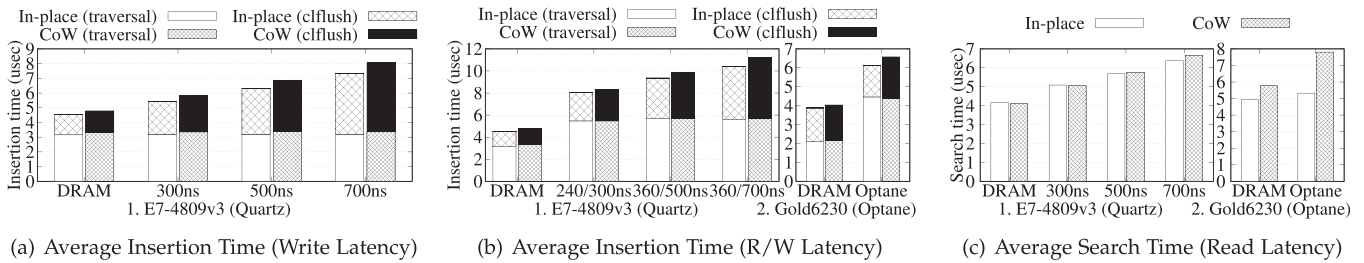 In-place (traversal) In-place (clflush)
CoW (traversal) CoW (clflush)
Insertion time (usec)
9
8
7
6
5
4
3
2
1
0
DRAM 300ns 500ns 700ns
1. E7-4809v3 (Quartz)
(a) Average Insertion Time (Write Latency)
In-place (traversal) In-place (clflush)
CoW (traversal) CoW (clflush)
Insertion time (usec)
12
10
8
6
4
2
0
DRAM 240/300ns 360/500ns 360/700ns
1. E7-4809v3 (Quartz)
7
6
5
4
3
2
1
0
DRAM Optane
2. Gold6230 (Optane)
(b) Average Insertion Time (R/W Latency)
In-place CoW
Search time (usec)
7
6
5
4
3
2
1
0
DRAM 300ns 500ns 700ns
1. E7-4809v3 (Quartz)
8
7
6
5
4
3
2
1
0
DRAM Optane
2. Gold6230 (Optane)
(c) Average Search Time (Read Latency)